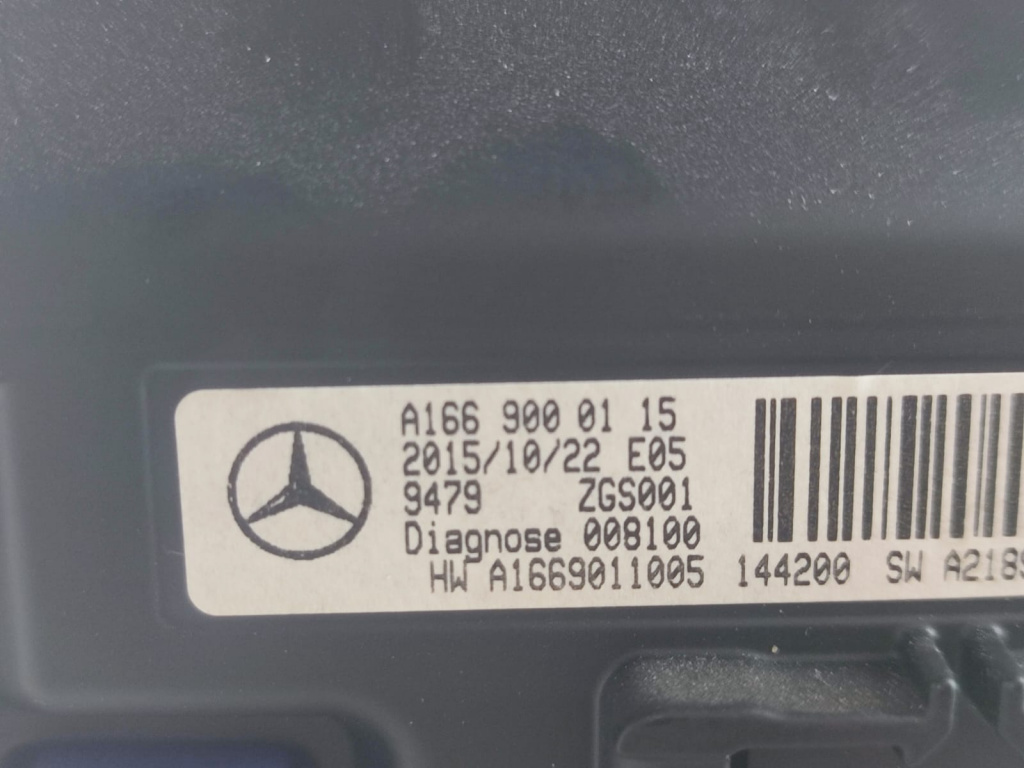 A166 900 01 15
2015/10/22 E05
9479 ZGS001
Diagnose 008100
HW A1669011005 144200 SW